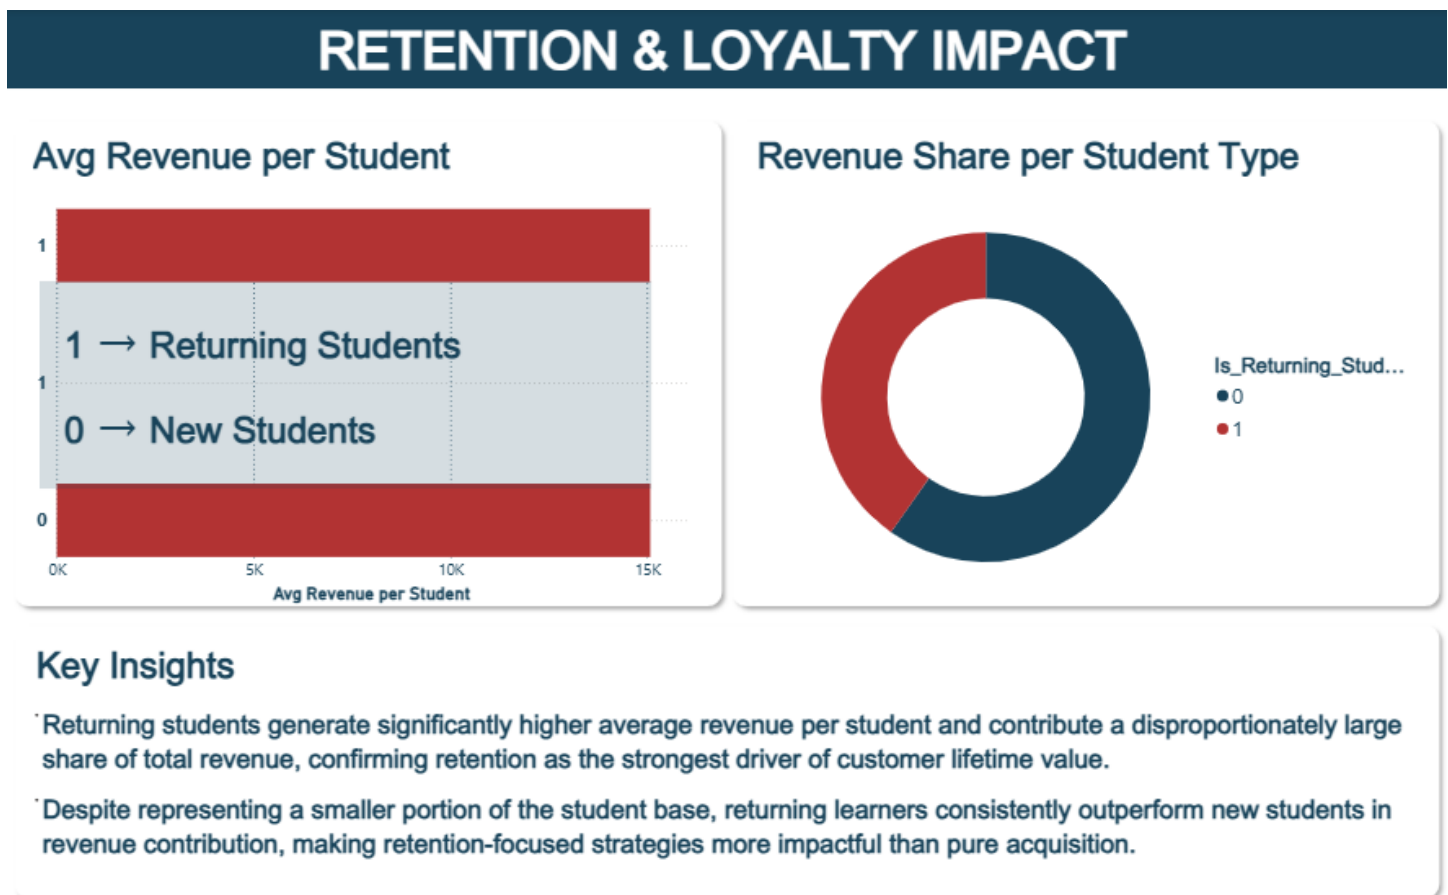 RETENTION & LOYALTY IMPACT
Avg Revenue per Student
1
1 → Returning Students
1
0 → New Students
0
0K 5K 10K 15K
Avg Revenue per Student
Revenue Share per Student Type
Is_Returning_Stud...
0
1
Key Insights
Returning students generate significantly higher average revenue per student and contribute a disproportionately large
share of total revenue, confirming retention as the strongest driver of customer lifetime value.
Despite representing a smaller portion of the student base, returning learners consistently outperform new students in
revenue contribution, making retention-focused strategies more impactful than pure acquisition.